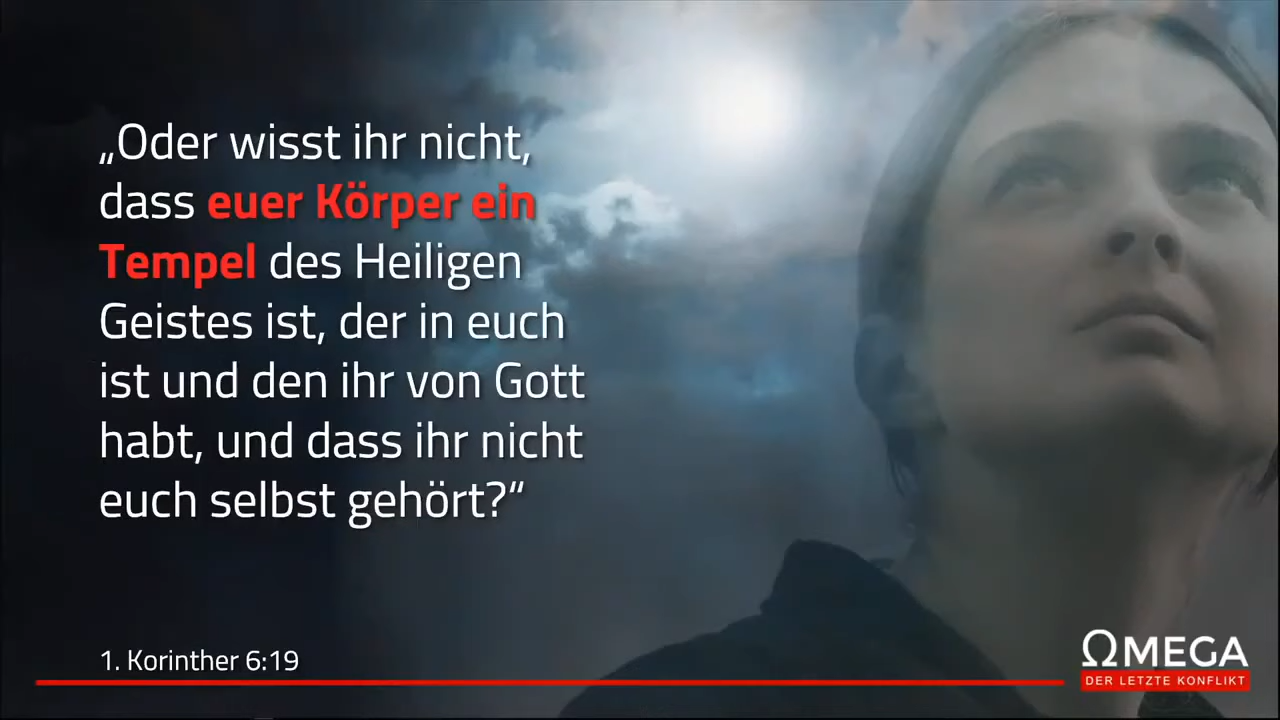 „Oder wisst ihr nicht,
dass euer Körper ein
Tempel des Heiligen
Geistes ist, der in euch
ist und den ihr von Gott
habt, und dass ihr nicht
euch selbst gehört?“
1. Korinther 6:19
ΩMEGA
DER LETZTE KONFLIKT